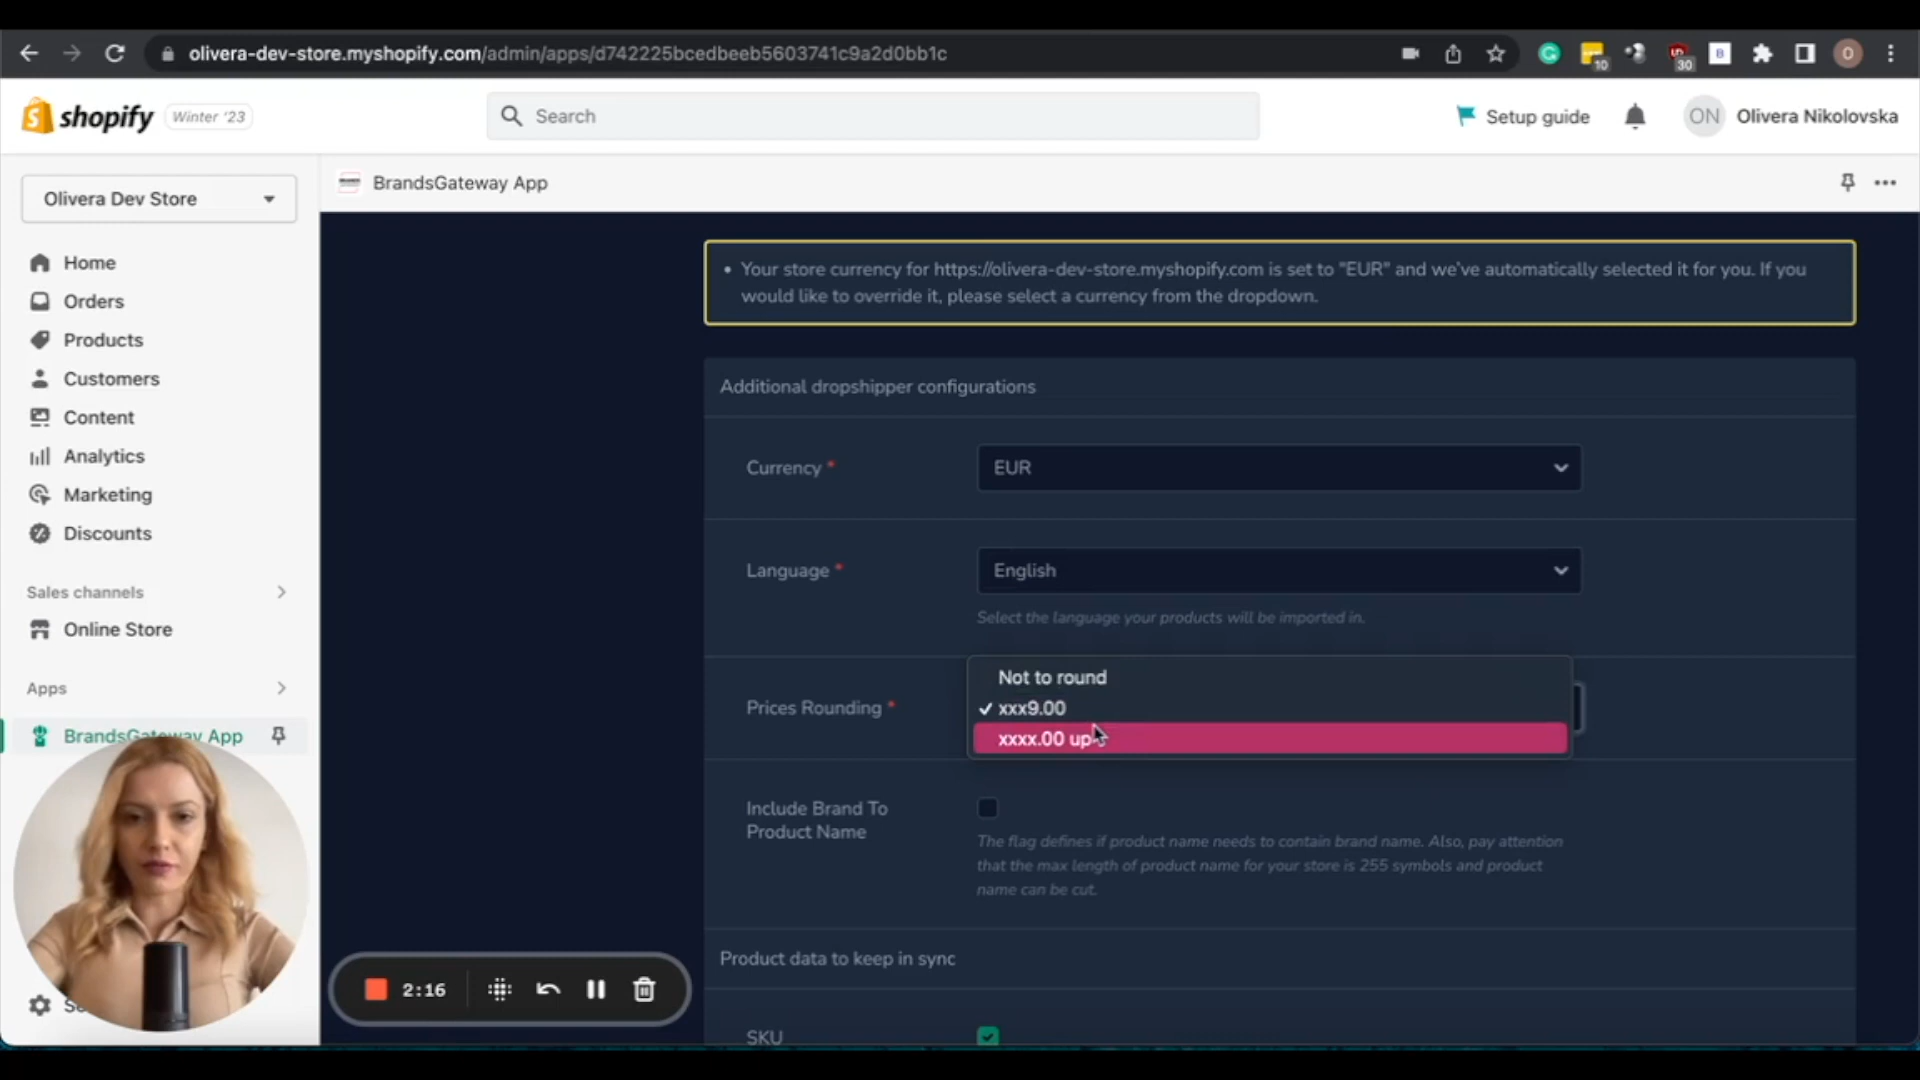 olivera-dev-store.myshopify.com/admin/apps/d742225bcedbeeb5603741c9a2d0bb1c
10
30
B
O
shopify
Winter '23
Search
Setup guide
ON
Olivera Nikolovska
Olivera Dev Store
BrandsGateway App
Home
Orders
Products
Customers
Content
Analytics
Marketing
Discounts
Sales channels
Online Store
Apps
BrandsGateway App
• Your store currency for https://olivera-dev-store.myshopify.com is set to "EUR" and we've automatically selected it for you. If you
would like to override it, please select a currency from the dropdown.
Additional dropshipper configurations
Currency *
EUR
Language *
English
Select the language your products will be imported in.
Prices Rounding *
Not to round
✓ xxx9.00
xxxx.00 up
Include Brand To
Product Name
The flag defines if product name needs to contain brand name. Also, pay attention
that the max length of product name for your store is 255 symbols and product
name can be cut.
Product data to keep in sync
SKU
2:16